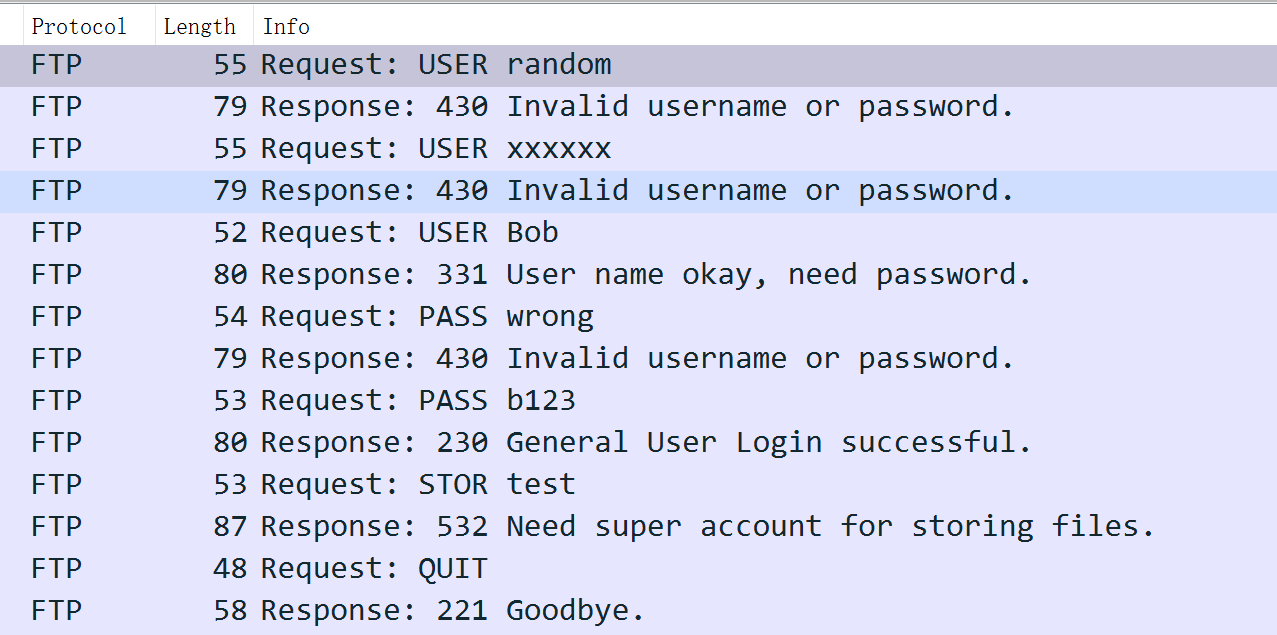 Protocol Length Info
FTP 55 Request: USER random
FTP 79 Response: 430 Invalid username or password.
FTP 55 Request: USER xxxxxx
FTP 79 Response: 430 Invalid username or password.
FTP 52 Request: USER Bob
FTP 80 Response: 331 User name okay, need password.
FTP 54 Request: PASS wrong
FTP 79 Response: 430 Invalid username or password.
FTP 53 Request: PASS b123
FTP 80 Response: 230 General User Login successful.
FTP 53 Request: STOR test
FTP 87 Response: 532 Need super account for storing files.
FTP 48 Request: QUIT
FTP 58 Response: 221 Goodbye.